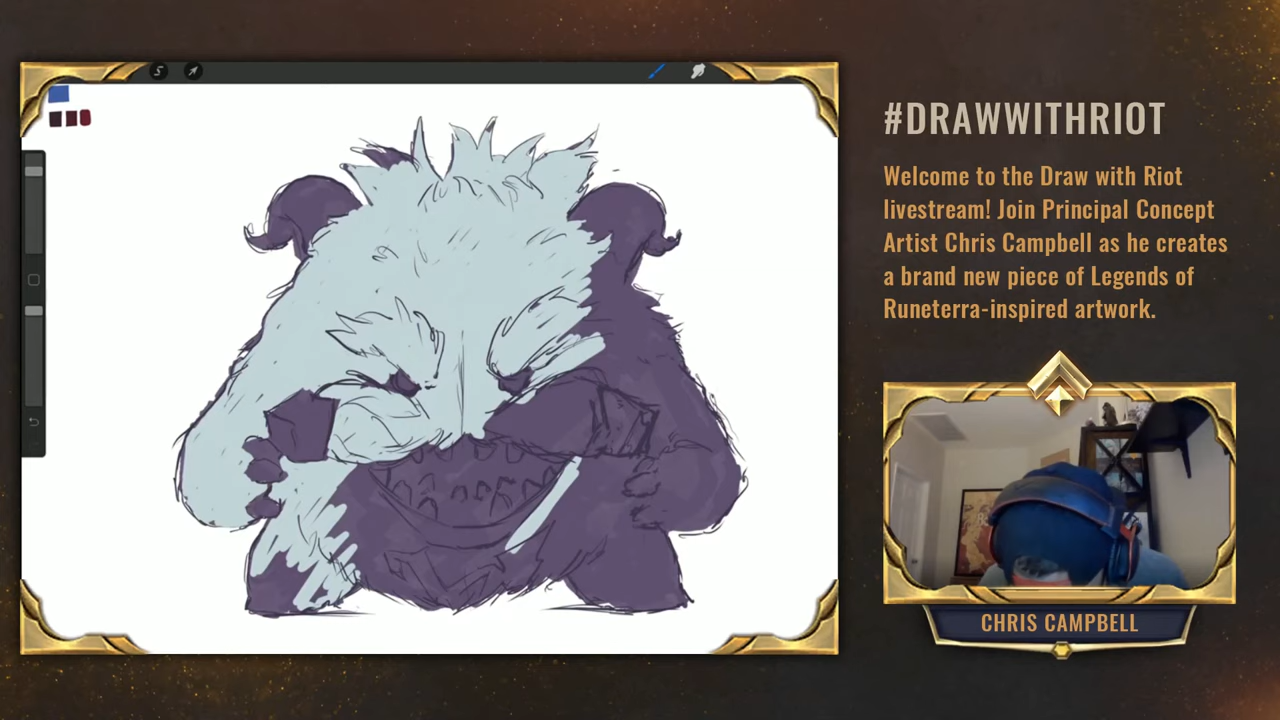 #DRAWWITHRIOT
Welcome to the Draw with Riot
livestream! Join Principal Concept
Artist Chris Campbell as he creates
a brand new piece of Legends of
Runeterra-inspired artwork.
CHRIS CAMPBELL